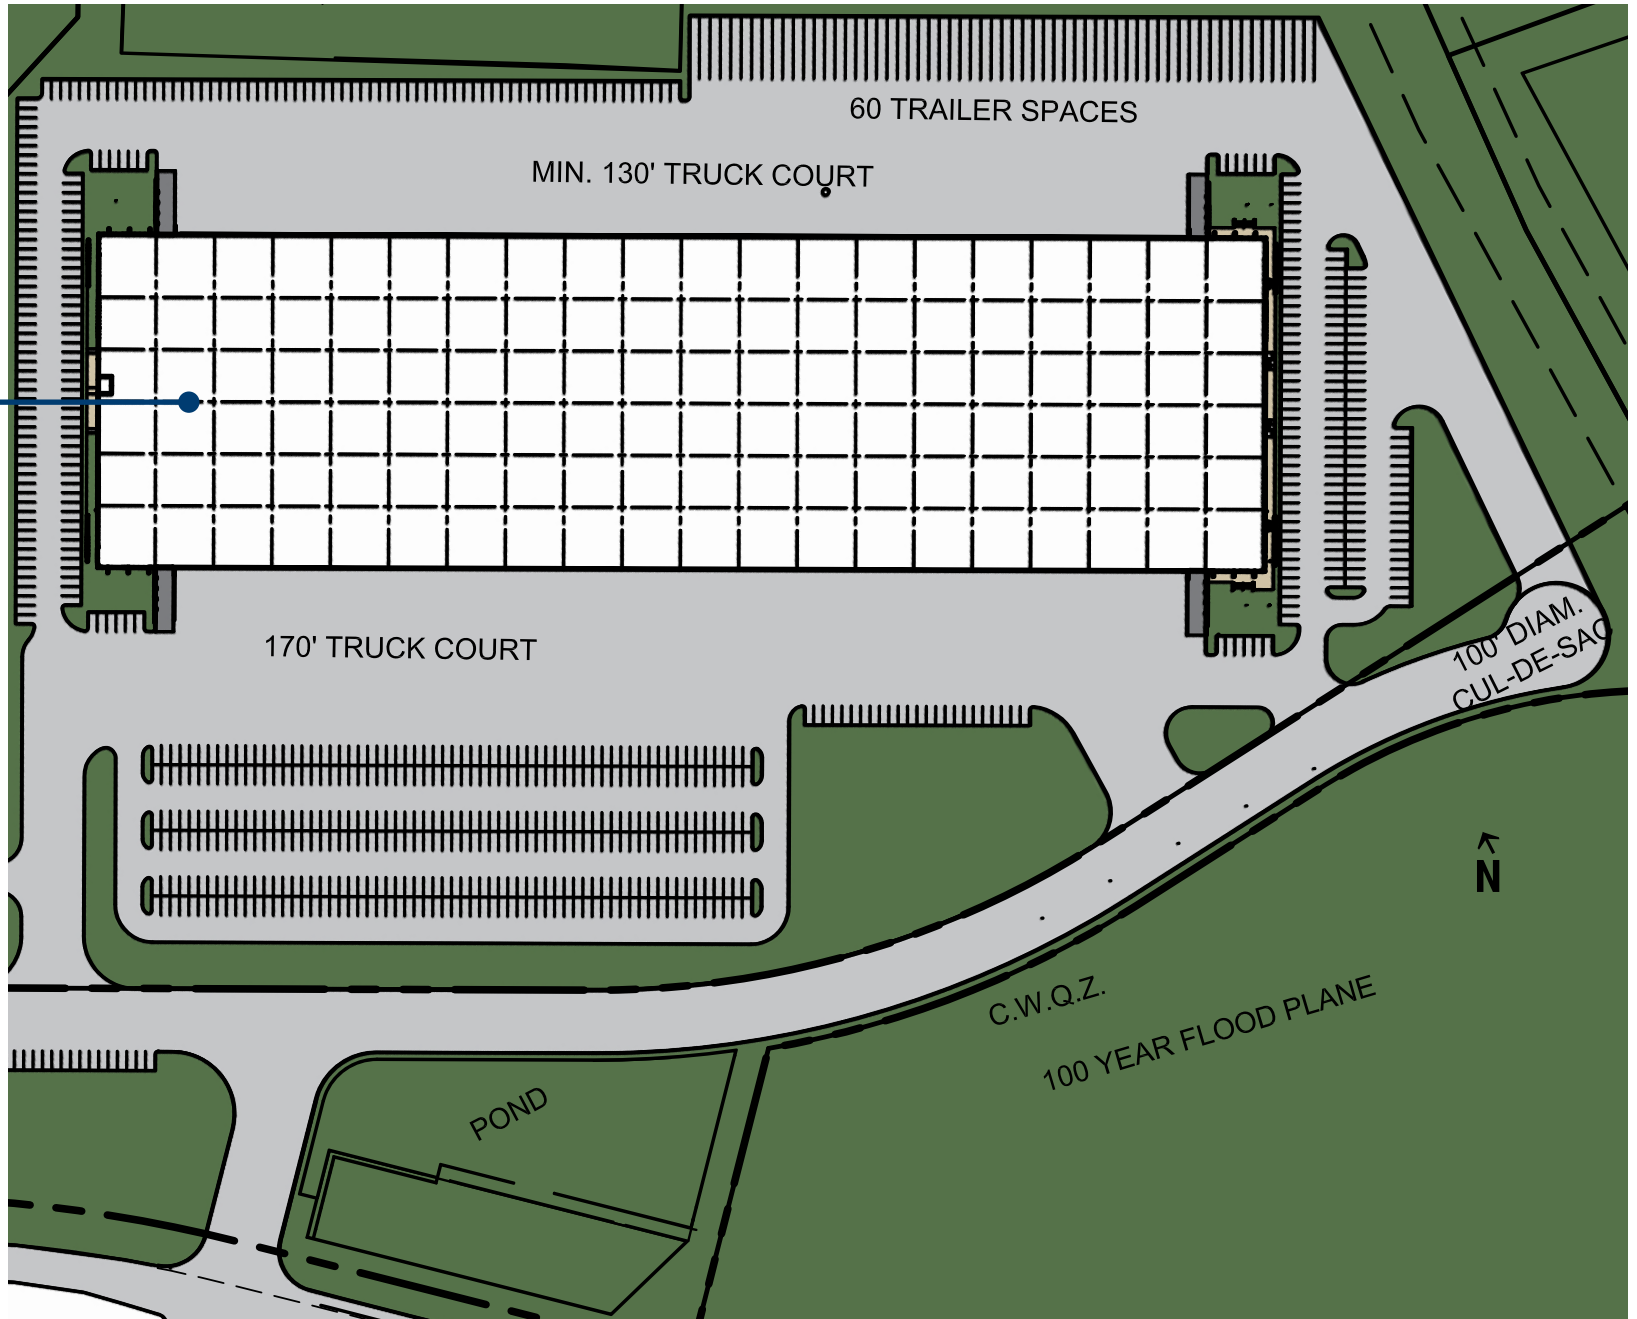 60 TRAILER SPACES
MIN. 130' TRUCK COURT
170' TRUCK COURT
100' DIAM.
CUL-DE-SAC
N
C.W.Q.Z.
100 YEAR FLOOD PLANE
POND